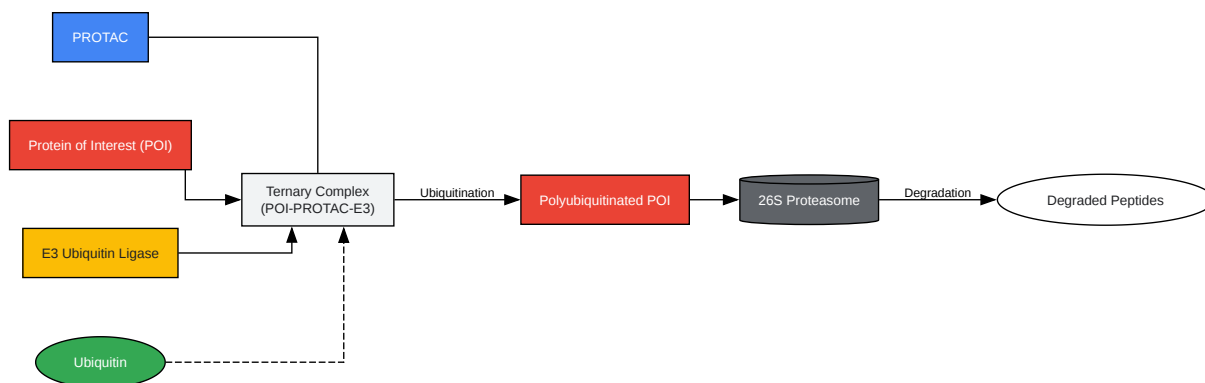 PROTAC
Protein of Interest (POI)
Ternary Complex
(POI-PROTAC-E3)
Ubiquitination
Polyubiquitinated POI
26S Proteasome
Degradation
Degraded Peptides
E3 Ubiquitin Ligase
Ubiquitin